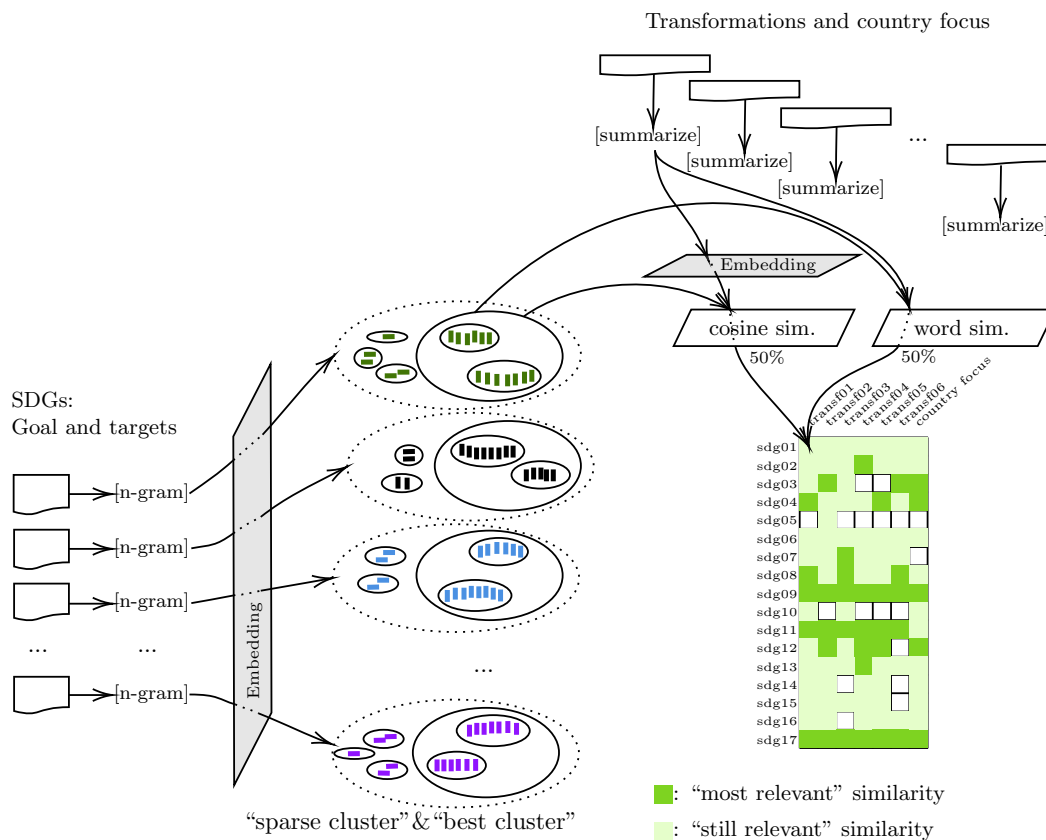 Transformations and country focus
[summarize]
[summarize]
[summarize]
...
[summarize]
Embedding
cosine sim.
word sim.
50%
50%
SDGs:
Goal and targets
[n-gram]
[n-gram]
[n-gram]
...
...
[n-gram]
Embedding
...
“sparse cluster”&“best cluster”
transf01
transf02
transf03
transf04
transf05
transf06
country focus
sdg01
sdg02
sdg03
sdg04
sdg05
sdg06
sdg07
sdg08
sdg09
sdg10
sdg11
sdg12
sdg13
sdg14
sdg15
sdg16
sdg17
: “most relevant” similarity
: “still relevant” similarity